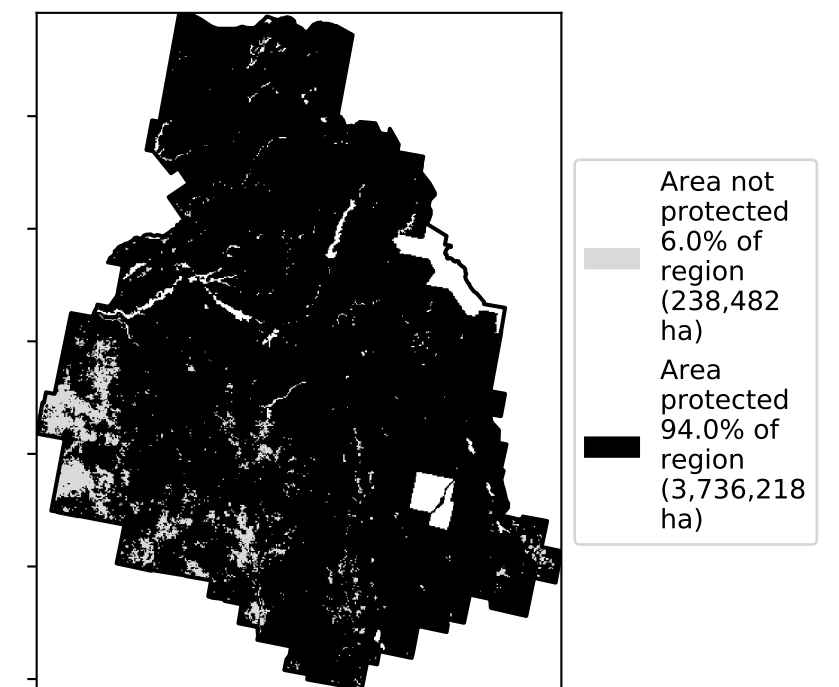 Area not
protected
6.0% of
region
(238,482
ha)
Area
protected
94.0% of
region
(3,736,218
ha)